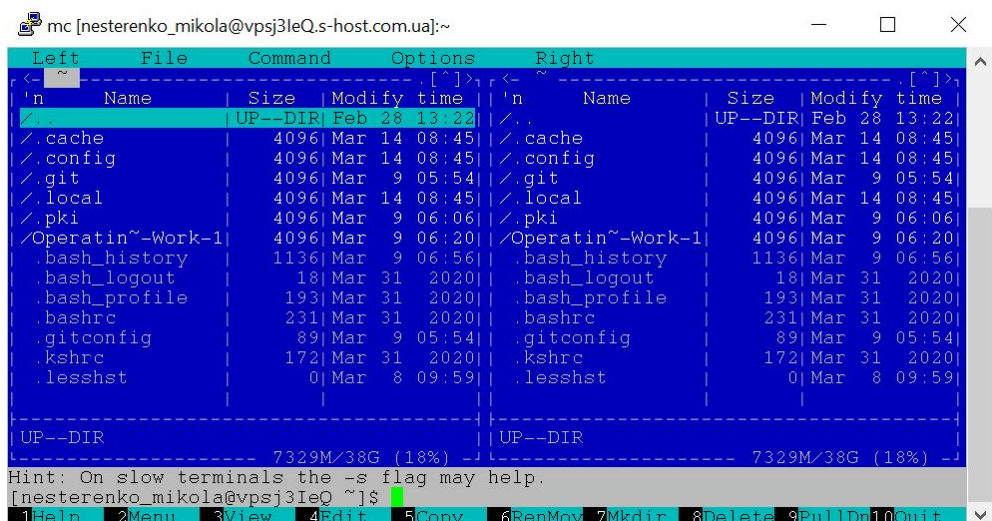 mc [nesterenko_mikola@vpsj3IeQ.s-host.com.ua]:~
Left File Command Options Right
<- ~ .[^]> <- ~ .[^]>
'n Name Size Modify time 'n Name Size Modify time
/.. UP--DIR Feb 28 13:22 /.. UP--DIR Feb 28 13:22
/.cache 4096 Mar 14 08:45 /.cache 4096 Mar 14 08:45
/.config 4096 Mar 14 08:45 /.config 4096 Mar 14 08:45
/.git 4096 Mar 9 05:54 /.git 4096 Mar 9 05:54
/.local 4096 Mar 14 08:45 /.local 4096 Mar 14 08:45
/.pki 4096 Mar 9 06:06 /.pki 4096 Mar 9 06:06
/Operatin~-Work-1 4096 Mar 9 06:20 /Operatin~-Work-1 4096 Mar 9 06:20
.bash_history 1136 Mar 9 06:56 .bash_history 1136 Mar 9 06:56
.bash_logout 18 Mar 31 2020 .bash_logout 18 Mar 31 2020
.bash_profile 193 Mar 31 2020 .bash_profile 193 Mar 31 2020
.bashrc 231 Mar 31 2020 .bashrc 231 Mar 31 2020
.gitconfig 89 Mar 9 05:54 .gitconfig 89 Mar 9 05:54
.kshrc 172 Mar 31 2020 .kshrc 172 Mar 31 2020
.lesshst 0 Mar 8 09:59 .lesshst 0 Mar 8 09:59
UP--DIR UP--DIR
7329M/38G (18%) 7329M/38G (18%)
Hint: On slow terminals the -s flag may help.
[nesterenko_mikola@vpsj3IeQ ~]$
1Help 2Menu 3View 4Edit 5Copy 6RenMov 7Mkdir 8Delete 9PullDn 10Quit